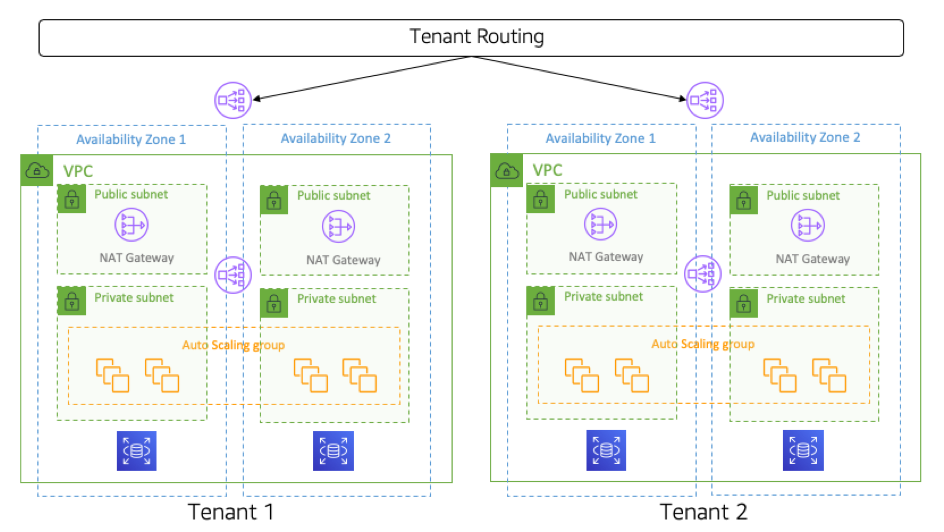 Tenant Routing
Availability Zone 1
Availability Zone 2
VPC
Public subnet
Public subnet
NAT Gateway
NAT Gateway
Private subnet
Private subnet
Auto Scaling group
Tenant 1
Availability Zone 1
Availability Zone 2
VPC
Public subnet
Public subnet
NAT Gateway
NAT Gateway
Private subnet
Private subnet
Auto Scaling group
Tenant 2